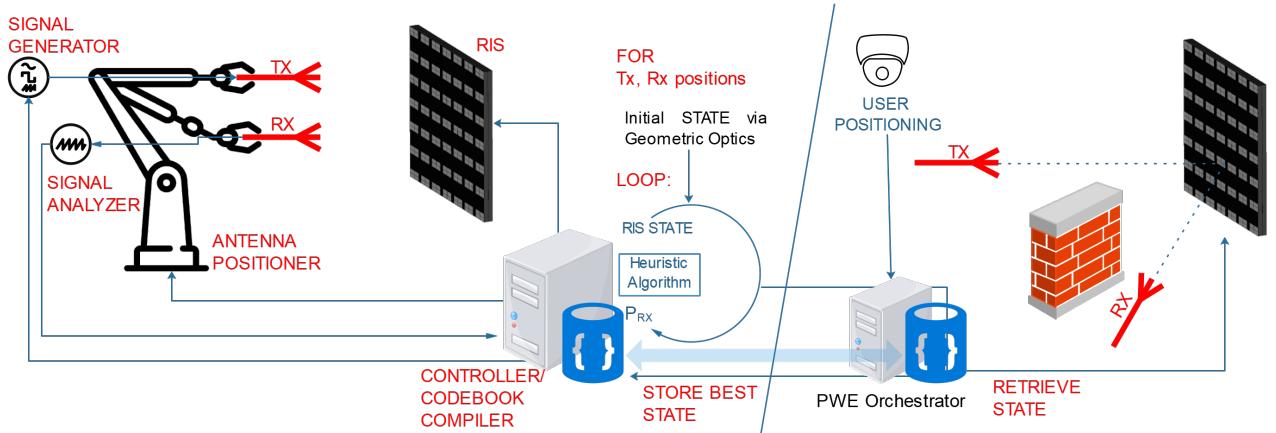 SIGNAL
GENERATOR
TX
RX
SIGNAL
ANALYZER
ANTENNA
POSITIONER
RIS
FOR
Tx, Rx positions
Initial STATE via
Geometric Optics
LOOP:
RIS STATE
Heuristic
Algorithm
PRX
{ }
CONTROLLER/
CODEBOOK
COMPILER
STORE BEST
STATE
USER
POSITIONING
TX
RX
{ }
PWE Orchestrator
RETRIEVE
STATE